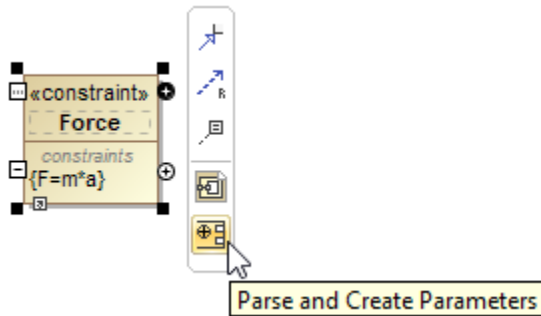 «constraint»
Force
constraints
{F=m*a}
R
Parse and Create Parameters